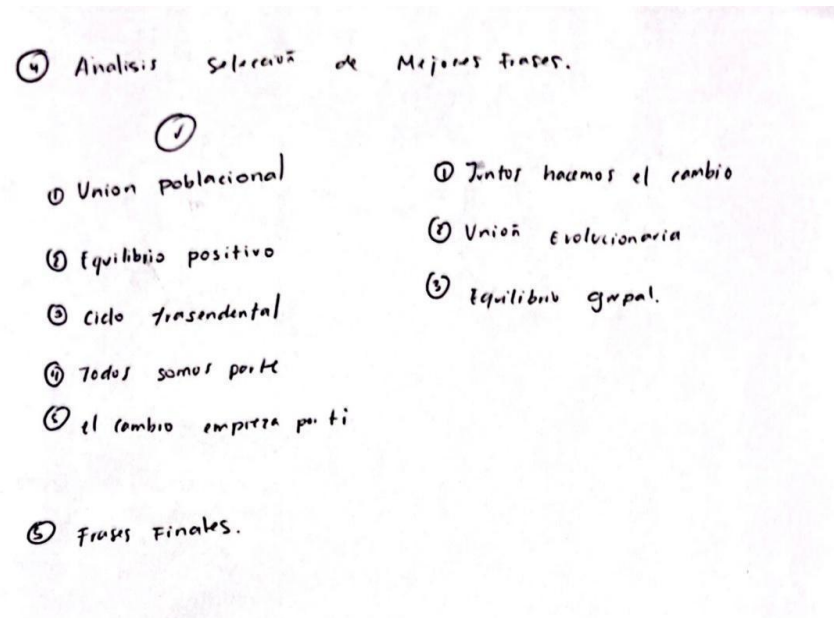 ④ Analisis Selección de Mejores Frases.
①
① Union poblacional
② Equilibrio positivo
③ Ciclo trasendental
④ Todos somos parte
⑤ el cambio empieza por ti
① Juntos hacemos el cambio
② Unión Evolucionaria
③ Equilibrio grupal.
⑤ Frases Finales.